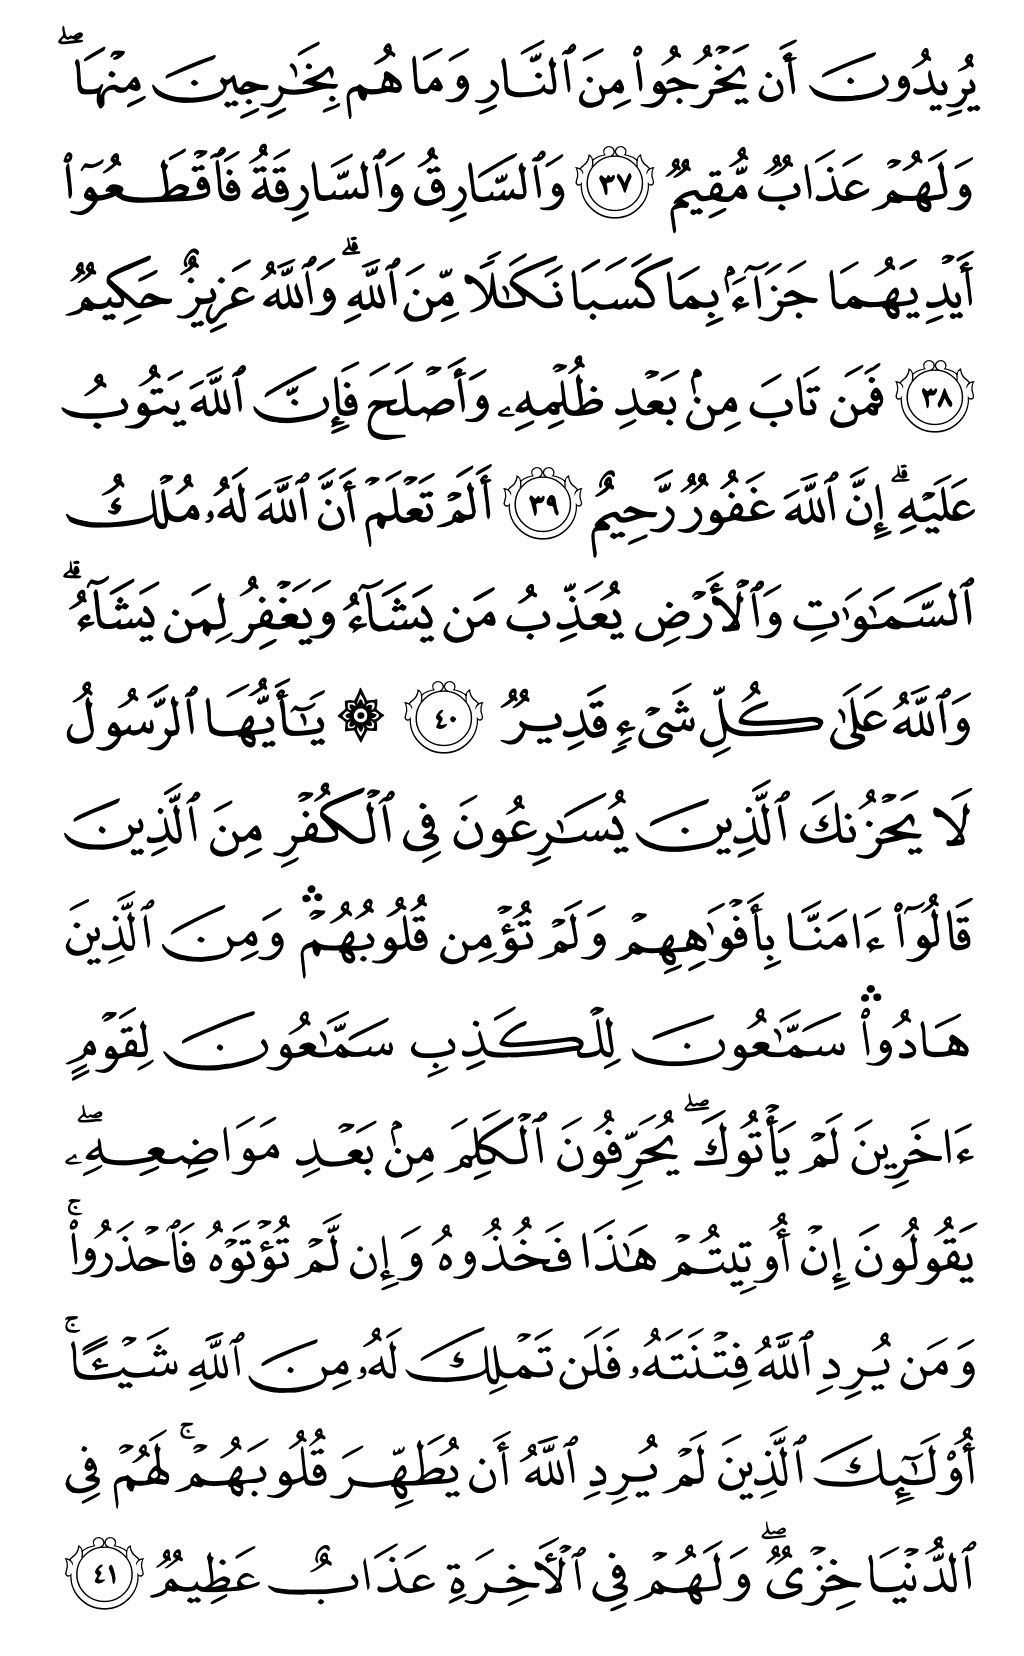 يُرِيدُونَ أَن يَخۡرُجُواْ مِنَ ٱلنَّارِ وَمَا هُم بِخَٰرِجِينَ مِنۡهَاۖ
وَلَهُمۡ عَذَابٞ مُّقِيمٞ ٣٧ وَٱلسَّارِقُ وَٱلسَّارِقَةُ فَٱقۡطَعُوٓاْ
أَيۡدِيَهُمَا جَزَآءَۢ بِمَا كَسَبَا نَكَٰلٗا مِّنَ ٱللَّهِۗ وَٱللَّهُ عَزِيزٌ حَكِيمٞ
٣٨ فَمَن تَابَ مِنۢ بَعۡدِ ظُلۡمِهِۦ وَأَصۡلَحَ فَإِنَّ ٱللَّهَ يَتُوبُ
عَلَيۡهِۗ إِنَّ ٱللَّهَ غَفُورٞ رَّحِيمٌ ٣٩ أَلَمۡ تَعۡلَمۡ أَنَّ ٱللَّهَ لَهُۥ مُلۡكُ
ٱلسَّمَٰوَٰتِ وَٱلۡأَرۡضِ يُعَذِّبُ مَن يَشَآءُ وَيَغۡفِرُ لِمَن يَشَآءُۗ
وَٱللَّهُ عَلَىٰ كُلِّ شَيۡءٖ قَدِيرٞ ٤٠ ۞ يَٰٓأَيُّهَا ٱلرَّسُولُ
لَا يَحۡزُنكَ ٱلَّذِينَ يُسَٰرِعُونَ فِي ٱلۡكُفۡرِ مِنَ ٱلَّذِينَ
قَالُوٓاْ ءَامَنَّا بِأَفۡوَٰهِهِمۡ وَلَمۡ تُؤۡمِن قُلُوبُهُمۡۛ وَمِنَ ٱلَّذِينَ
هَادُواْۛ سَمَّٰعُونَ لِلۡكَذِبِ سَمَّٰعُونَ لِقَوۡمٍ
ءَاخَرِينَ لَمۡ يَأۡتُوكَۖ يُحَرِّفُونَ ٱلۡكَلِمَ مِنۢ بَعۡدِ مَوَاضِعِهِۦۖ
يَقُولُونَ إِنۡ أُوتِيتُمۡ هَٰذَا فَخُذُوهُ وَإِن لَّمۡ تُؤۡتَوۡهُ فَٱحۡذَرُواْۚ
وَمَن يُرِدِ ٱللَّهُ فِتۡنَتَهُۥ فَلَن تَمۡلِكَ لَهُۥ مِنَ ٱللَّهِ شَيۡـًٔاۚ
أُوْلَٰٓئِكَ ٱلَّذِينَ لَمۡ يُرِدِ ٱللَّهُ أَن يُطَهِّرَ قُلُوبَهُمۡۚ لَهُمۡ فِي
ٱلدُّنۡيَا خِزۡيٞۖ وَلَهُمۡ فِي ٱلۡأٓخِرَةِ عَذَابٌ عَظِيمٞ ٤١